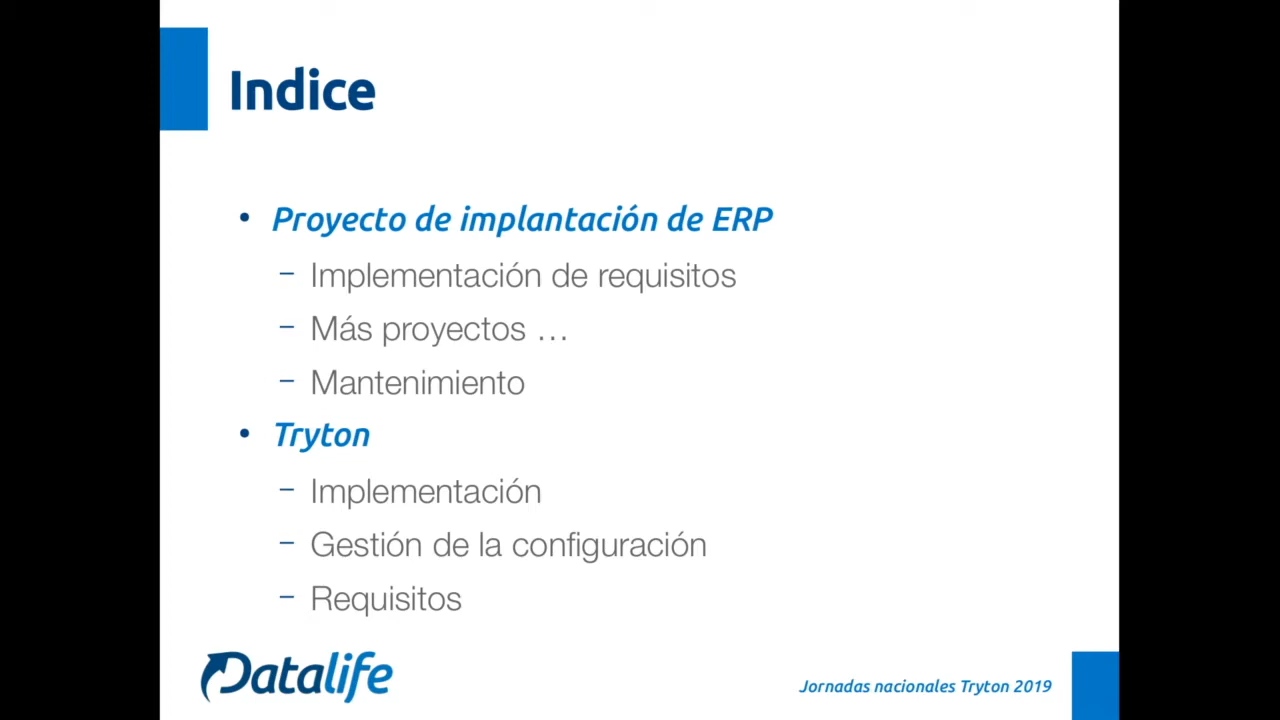 Indice
• Proyecto de implantación de ERP
– Implementación de requisitos
– Más proyectos …
– Mantenimiento
• Tryton
– Implementación
– Gestión de la configuración
– Requisitos
Datalife
Jornadas nacionales Tryton 2019